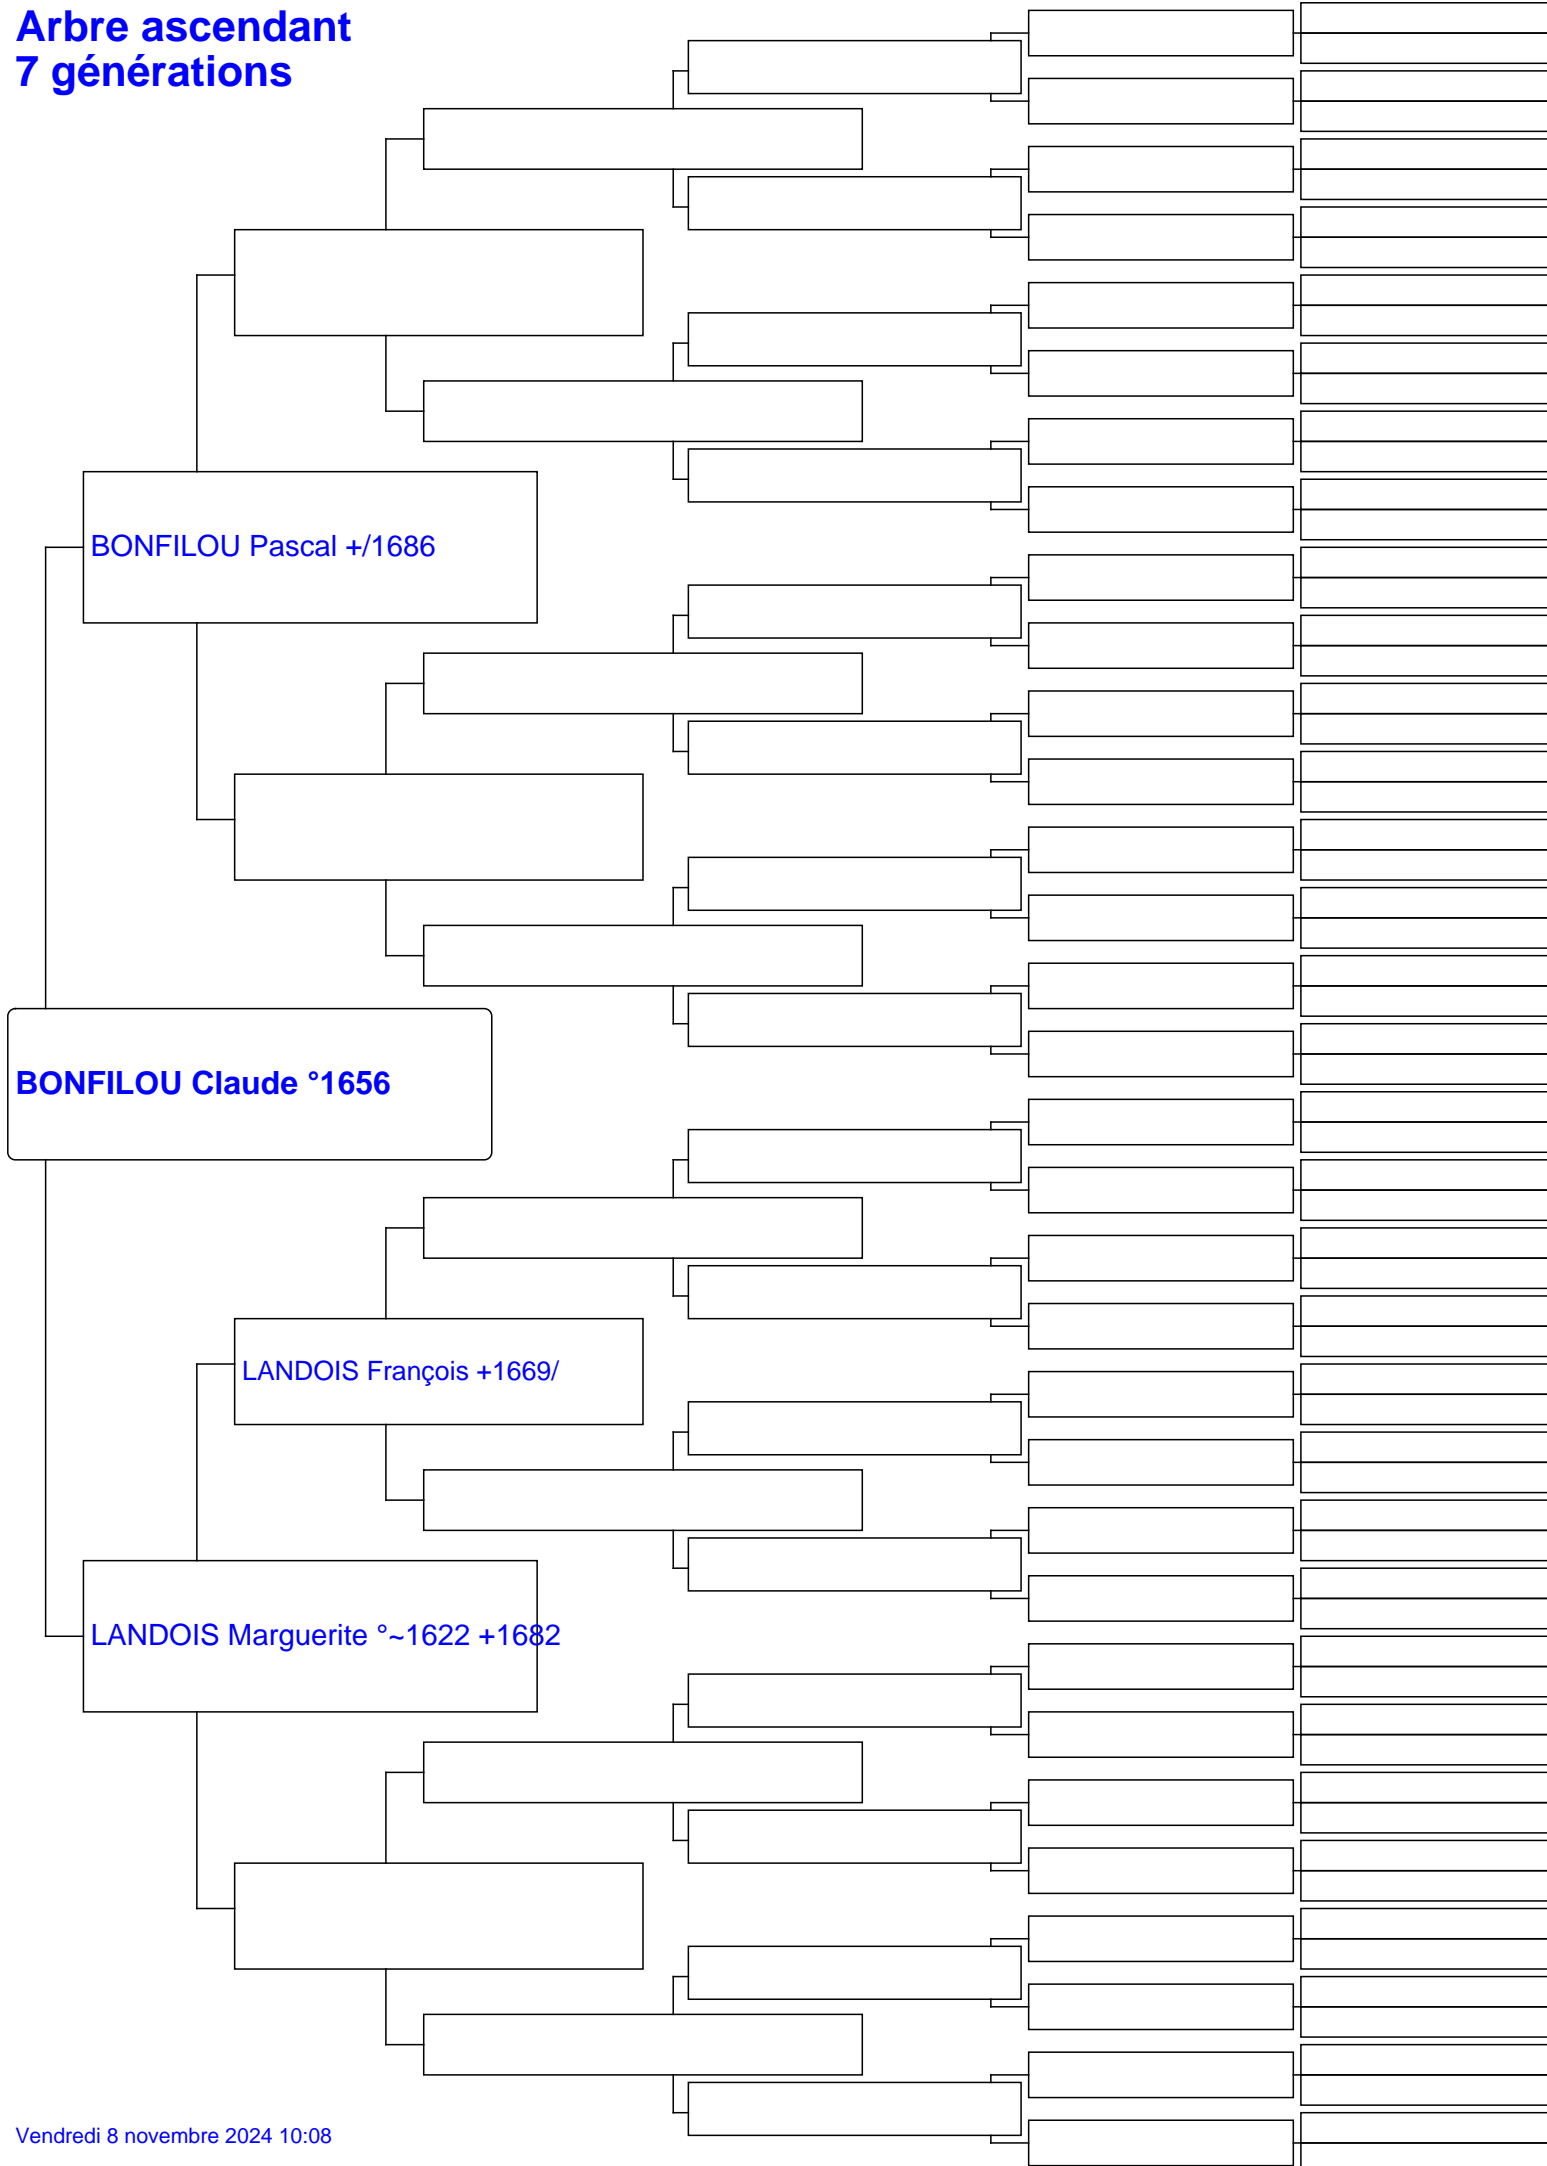 Arbre ascendant
7 générations
BONFILOU Pascal +/1686
BONFILOU Claude °1656
LANDOIS François +1669/
LANDOIS Marguerite °~1622 +1682
Vendredi 8 novembre 2024 10:08